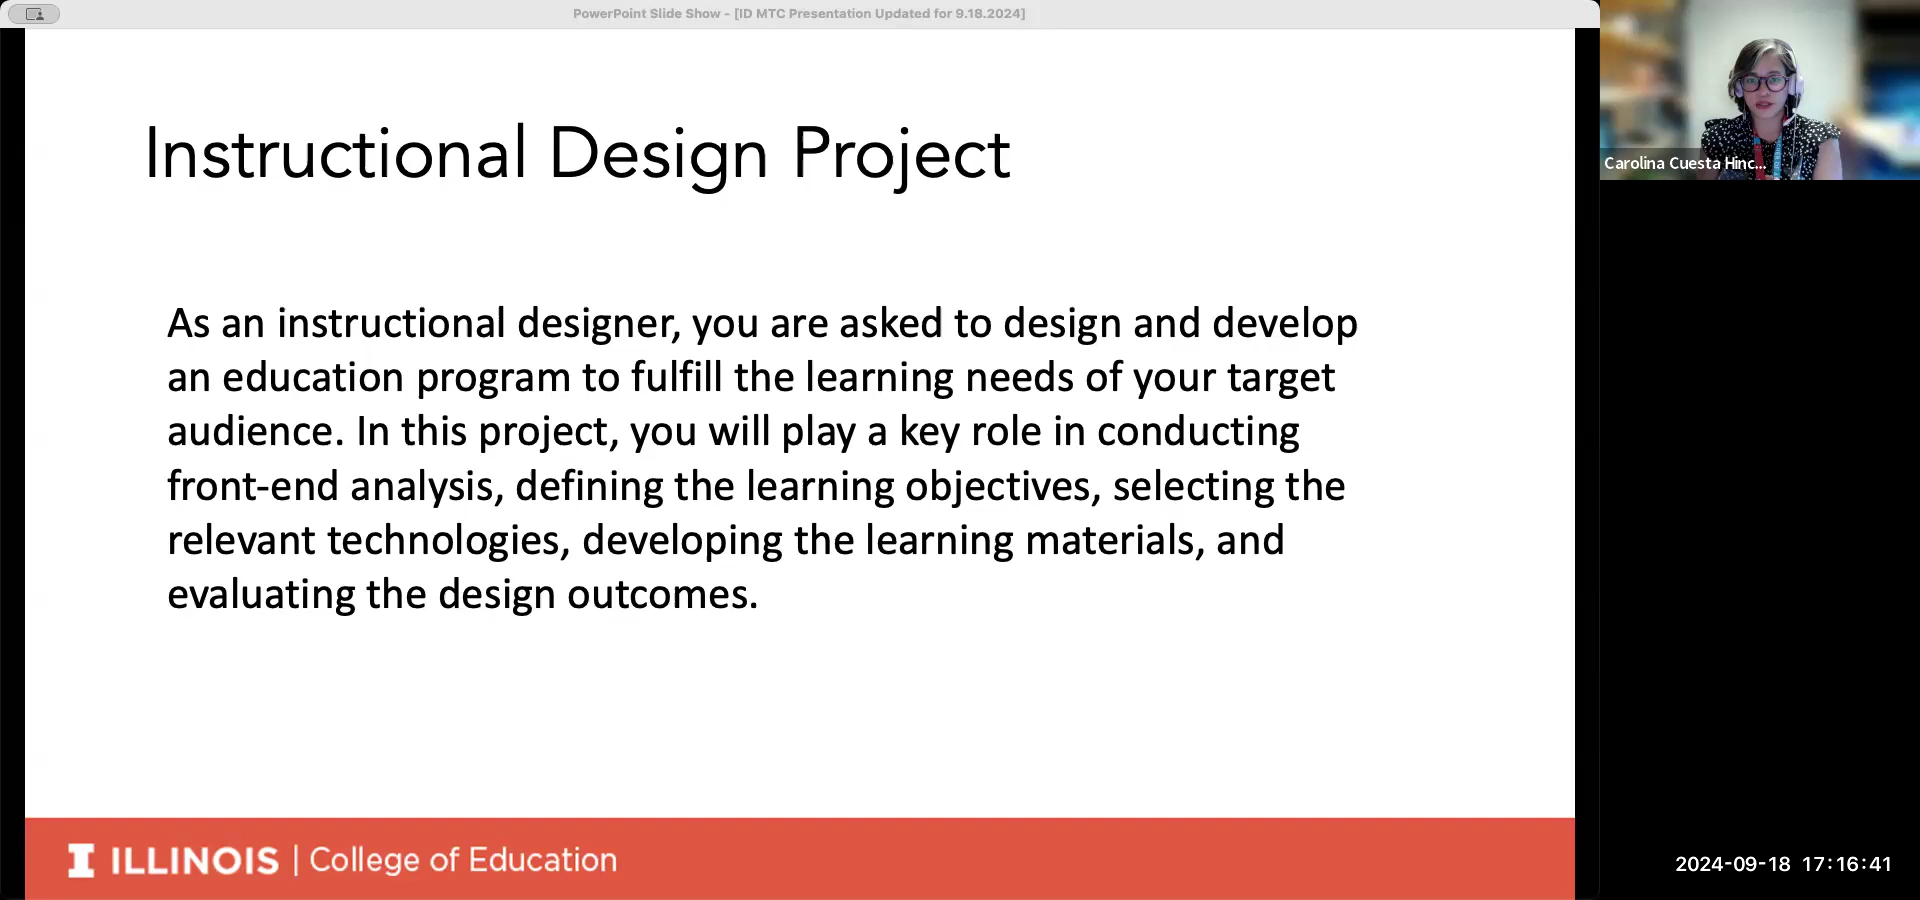 PowerPoint Slide Show - [ID MTC Presentation Updated for 9.18.2024]
Instructional Design Project
As an instructional designer, you are asked to design and develop
an education program to fulfill the learning needs of your target
audience. In this project, you will play a key role in conducting
front-end analysis, defining the learning objectives, selecting the
relevant technologies, developing the learning materials, and
evaluating the design outcomes.
I ILLINOIS | College of Education
Carolina Cuesta Hinc...
2024-09-18 17:16:41